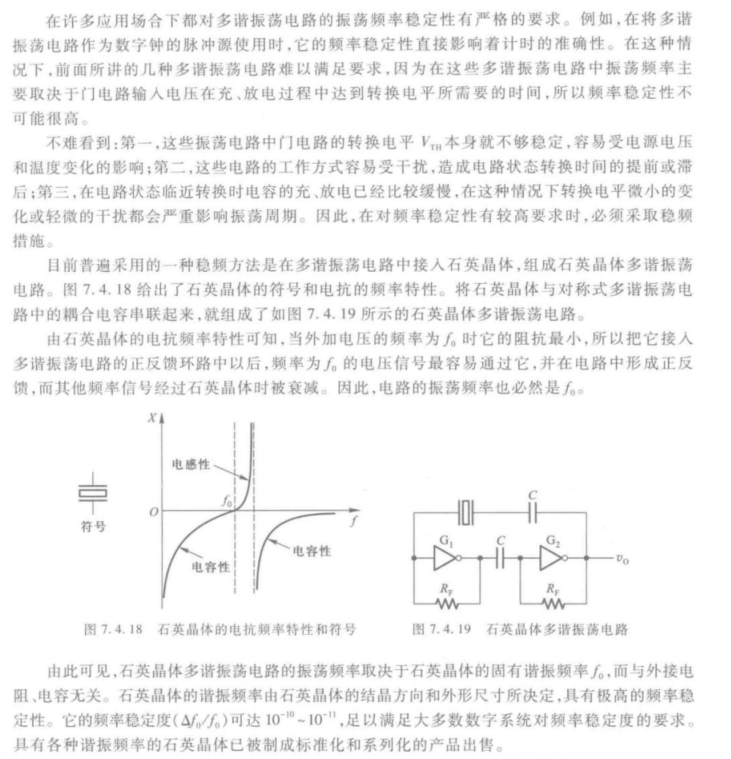 在许多应用场合下都对多谐振荡电路的振荡频率稳定性有严格的要求。例如,在将多谐
振荡电路作为数字钟的脉冲源使用时,它的频率稳定性直接影响着计时的准确性。在这种情
况下,前面所讲的几种多谐振荡电路难以满足要求,因为在这些多谐振荡电路中振荡频率主
要取决于门电路输入电压在充、放电过程中达到转换电平所需要的时间,所以频率稳定性不
可能很高。
不难看到:第一,这些振荡电路中门电路的转换电平 V_TH 本身就不够稳定,容易受电源电压
和温度变化的影响;第二,这些电路的工作方式容易受干扰,造成电路状态转换时间的提前或滞
后;第三,在电路状态临近转换时电容的充、放电已经比较缓慢,在这种情况下转换电平微小的变
化或轻微的干扰都会严重影响振荡周期。因此,在对频率稳定性有较高要求时,必须采取稳频
措施。
目前普遍采用的一种稳频方法是在多谐振荡电路中接入石英晶体,组成石英晶体多谐振荡
电路。图 7.4.18 给出了石英晶体的符号和电抗的频率特性。将石英晶体与对称式多谐振荡电
路中的耦合电容串联起来,就组成了如图 7.4.19 所示的石英晶体多谐振荡电路。
由石英晶体的电抗频率特性可知,当外加电压的频率为 f₀ 时它的阻抗最小,所以把它接入
多谐振荡电路的正反馈环路中以后,频率为 f₀ 的电压信号最容易通过它,并在电路中形成正反
馈,而其他频率信号经过石英晶体时被衰减。因此,电路的振荡频率也必然是 f₀。
X
电感性
f₀
O
f
符号
电容性
电容性
C
G₁
C
G₂
v_O
R_F
R_F
图 7.4.18 石英晶体的电抗频率特性和符号
图 7.4.19 石英晶体多谐振荡电路
由此可见,石英晶体多谐振荡电路的振荡频率取决于石英晶体的固有谐振频率 f₀,而与外接电
阻、电容无关。石英晶体的谐振频率由石英晶体的结晶方向和外形尺寸所决定,具有极高的频率稳
定性。它的频率稳定度(Δf₀/f₀)可达 10⁻¹⁰~10⁻¹¹,足以满足大多数数字系统对频率稳定度的要求。
具有各种谐振频率的石英晶体已被制成标准化和系列化的产品出售。